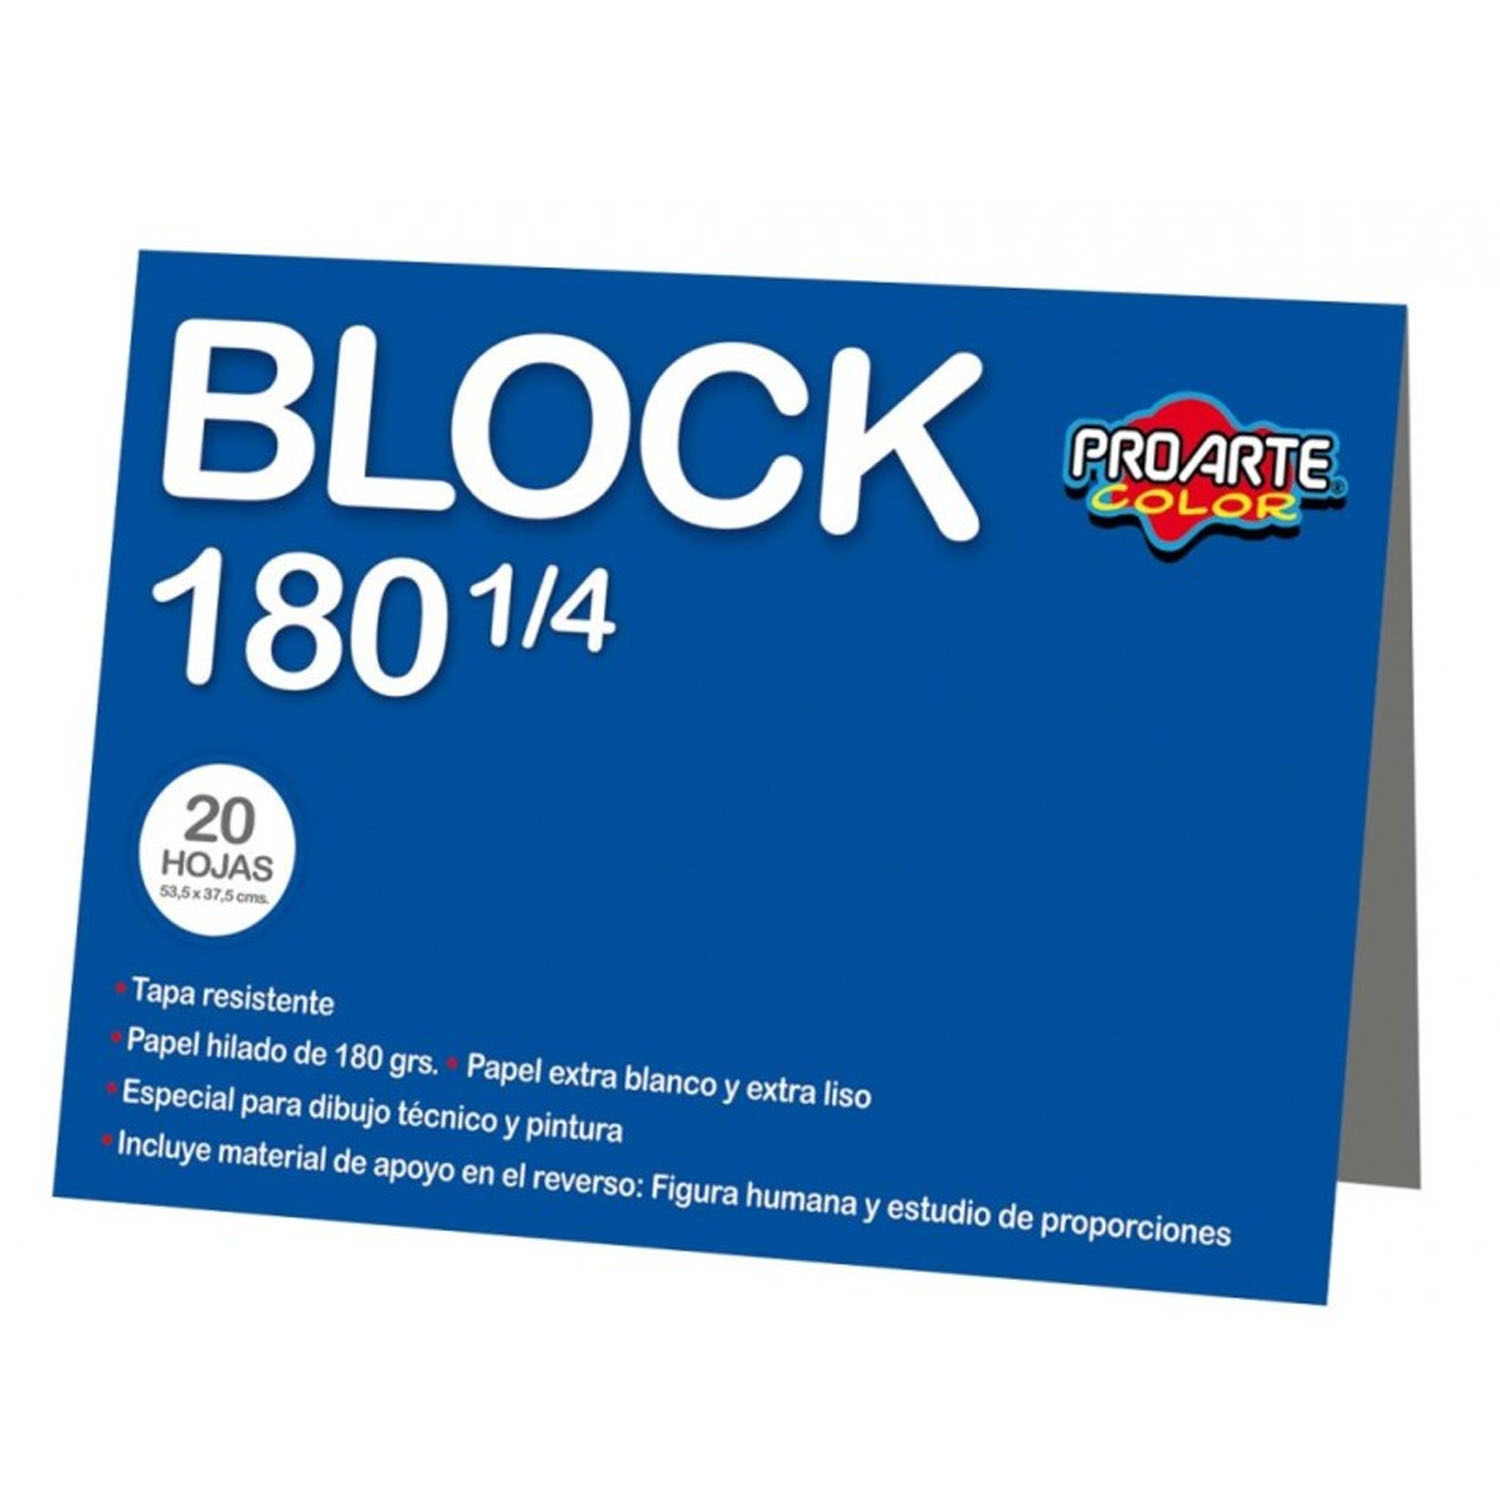 BLOCK
PROARTE®
COLOR
180 1/4
20
HOJAS
53,5 x 37,5 cms.
• Tapa resistente
• Papel hilado de 180 grs. • Papel extra blanco y extra liso
• Especial para dibujo técnico y pintura
• Incluye material de apoyo en el reverso: Figura humana y estudio de proporciones